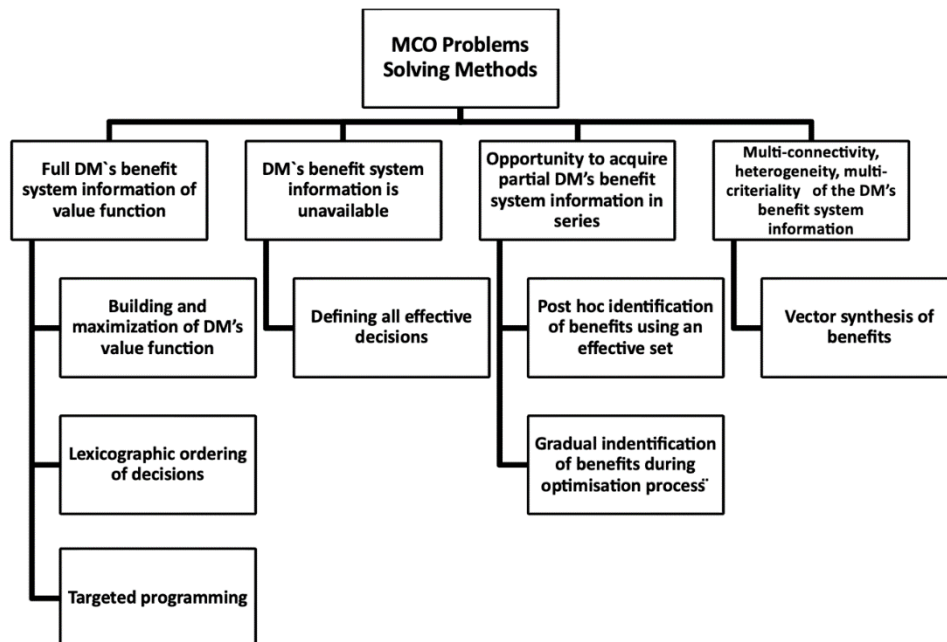 MCO Problems
Solving Methods
Full DM`s benefit
system information of
value function
DM`s benefit system
information is
unavailable
Opportunity to acquire
partial DM’s benefit
system information in
series
Multi-connectivity,
heterogeneity, multi-
criteriality of the DM’s
benefit system
information
Building and
maximization of DM’s
value function
Defining all effective
decisions
Post hoc identification
of benefits using an
effective set
Vector synthesis of
benefits
Lexicographic ordering
of decisions
Gradual indentification
of benefits during
optimisation process¨
Targeted programming